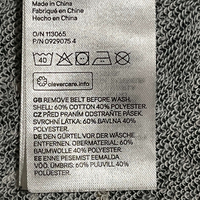 Made in China
Fabriqué en Chine
Hecho en China
O/N 113065
P/N 0929075 4
40
clevercare.info
GB REMOVE BELT BEFORE WASH.
SHELL: 60% COTTON 40% POLYESTER.
CZ PŘED PRANÍM ODSTRAŇTE PÁSEK.
SVRCHNÍ LÁTKA: 60% BAVLNA 40%
POLYESTER.
DE DEN GÜRTEL VOR DER WÄSCHE
ENTFERNEN. OBERMATERIAL: 60%
BAUMWOLLE 40% POLYESTER.
EE ENNE PESEMIST EEMALDA
VÖÖ. ÜMBRIS: 60% PUUVILL 40%
POLÜESTER.